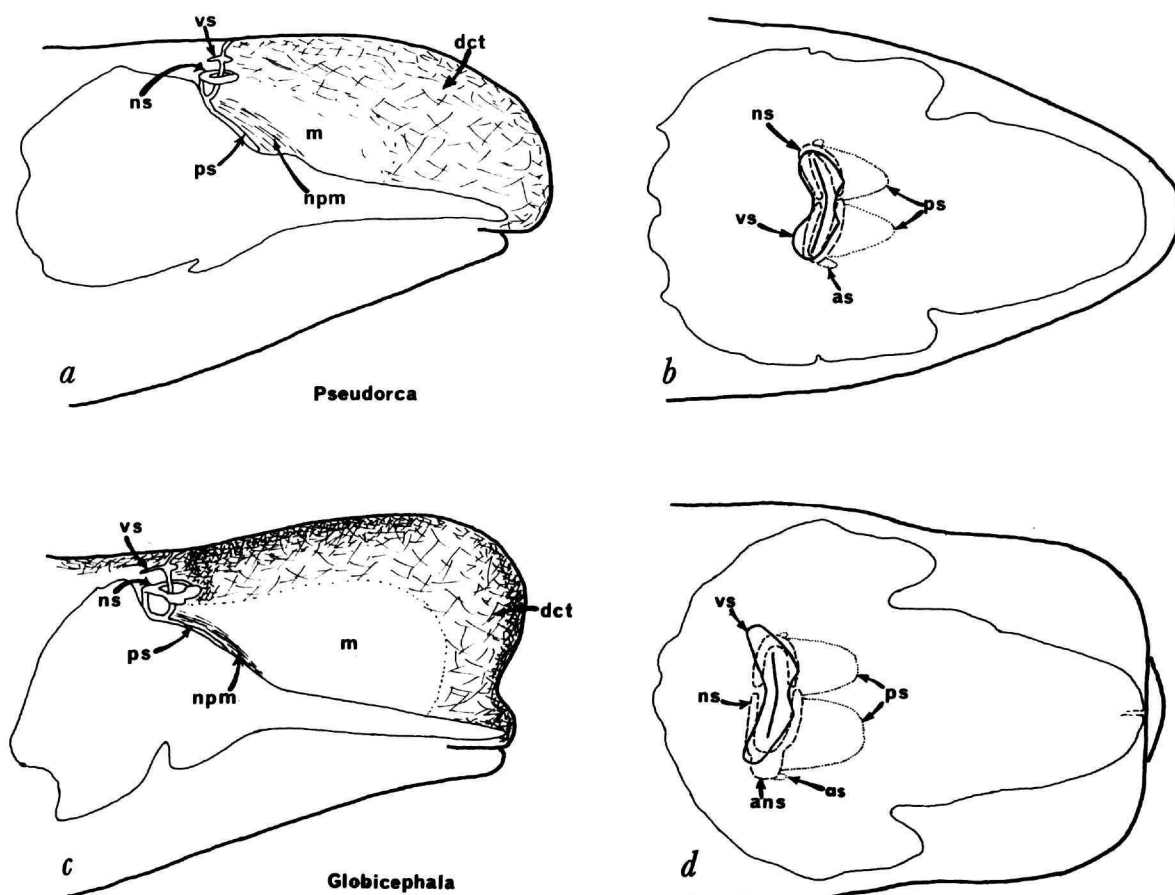 vs
dct
ns
m
ps
npm
a
Pseudorca
ns
ps
vs
as
b
vs
ns
dct
m
ps
npm
c
Globicephala
vs
ps
ns
as
ans
d